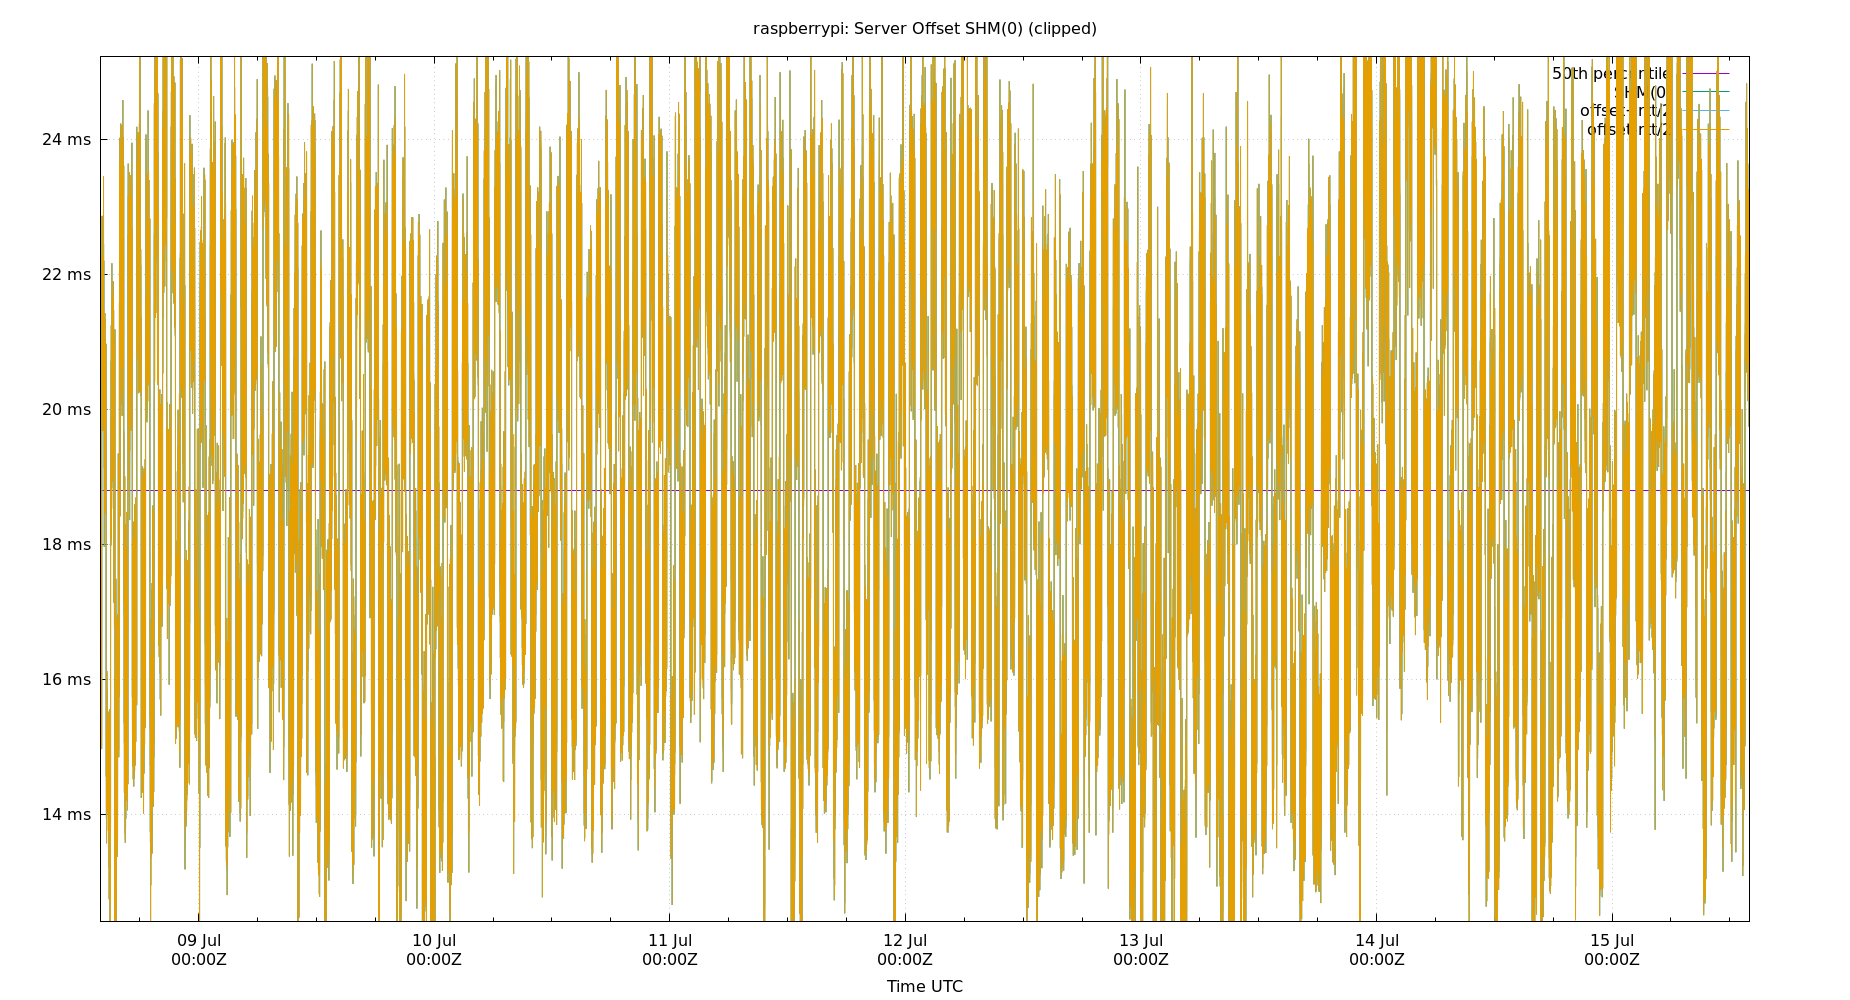 raspberrypi: Server Offset SHM(0) (clipped)
50th percentile
SHM(0)
24 ms
22 ms
20 ms
18 ms
16 ms
14 ms
09 Jul 10 Jul 11 Jul 12 Jul 13 Jul 14 Jul 15 Jul
00:00Z 00:00Z 00:00Z 00:00Z 00:00Z 00:00Z 00:00Z
Time UTC